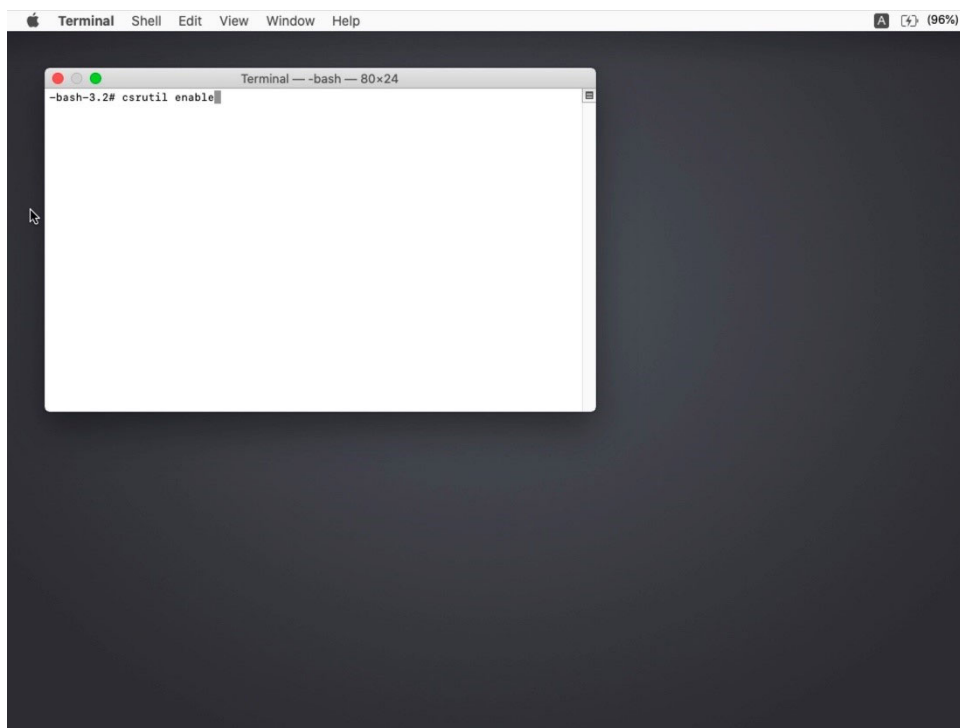 Terminal Shell Edit View Window Help A (96%)
Terminal — -bash — 80×24
-bash-3.2# csrutil enable